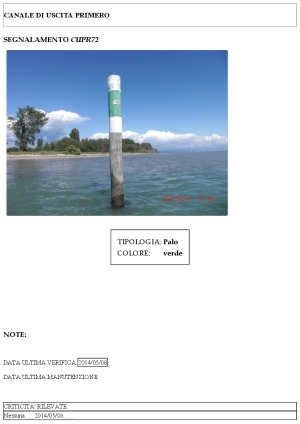 CANALE DI USCITA PRIMERO
SEGNALAMENTO CUPR72
TIPOLOGIA: Palo
COLORE: verde
NOTE:
DATA ULTIMA VERIFICA 2014/05/08
DATA ULTIMA MANUTENZIONE
CRITICITA' RILEVATE
Nessuna 2014/05/08